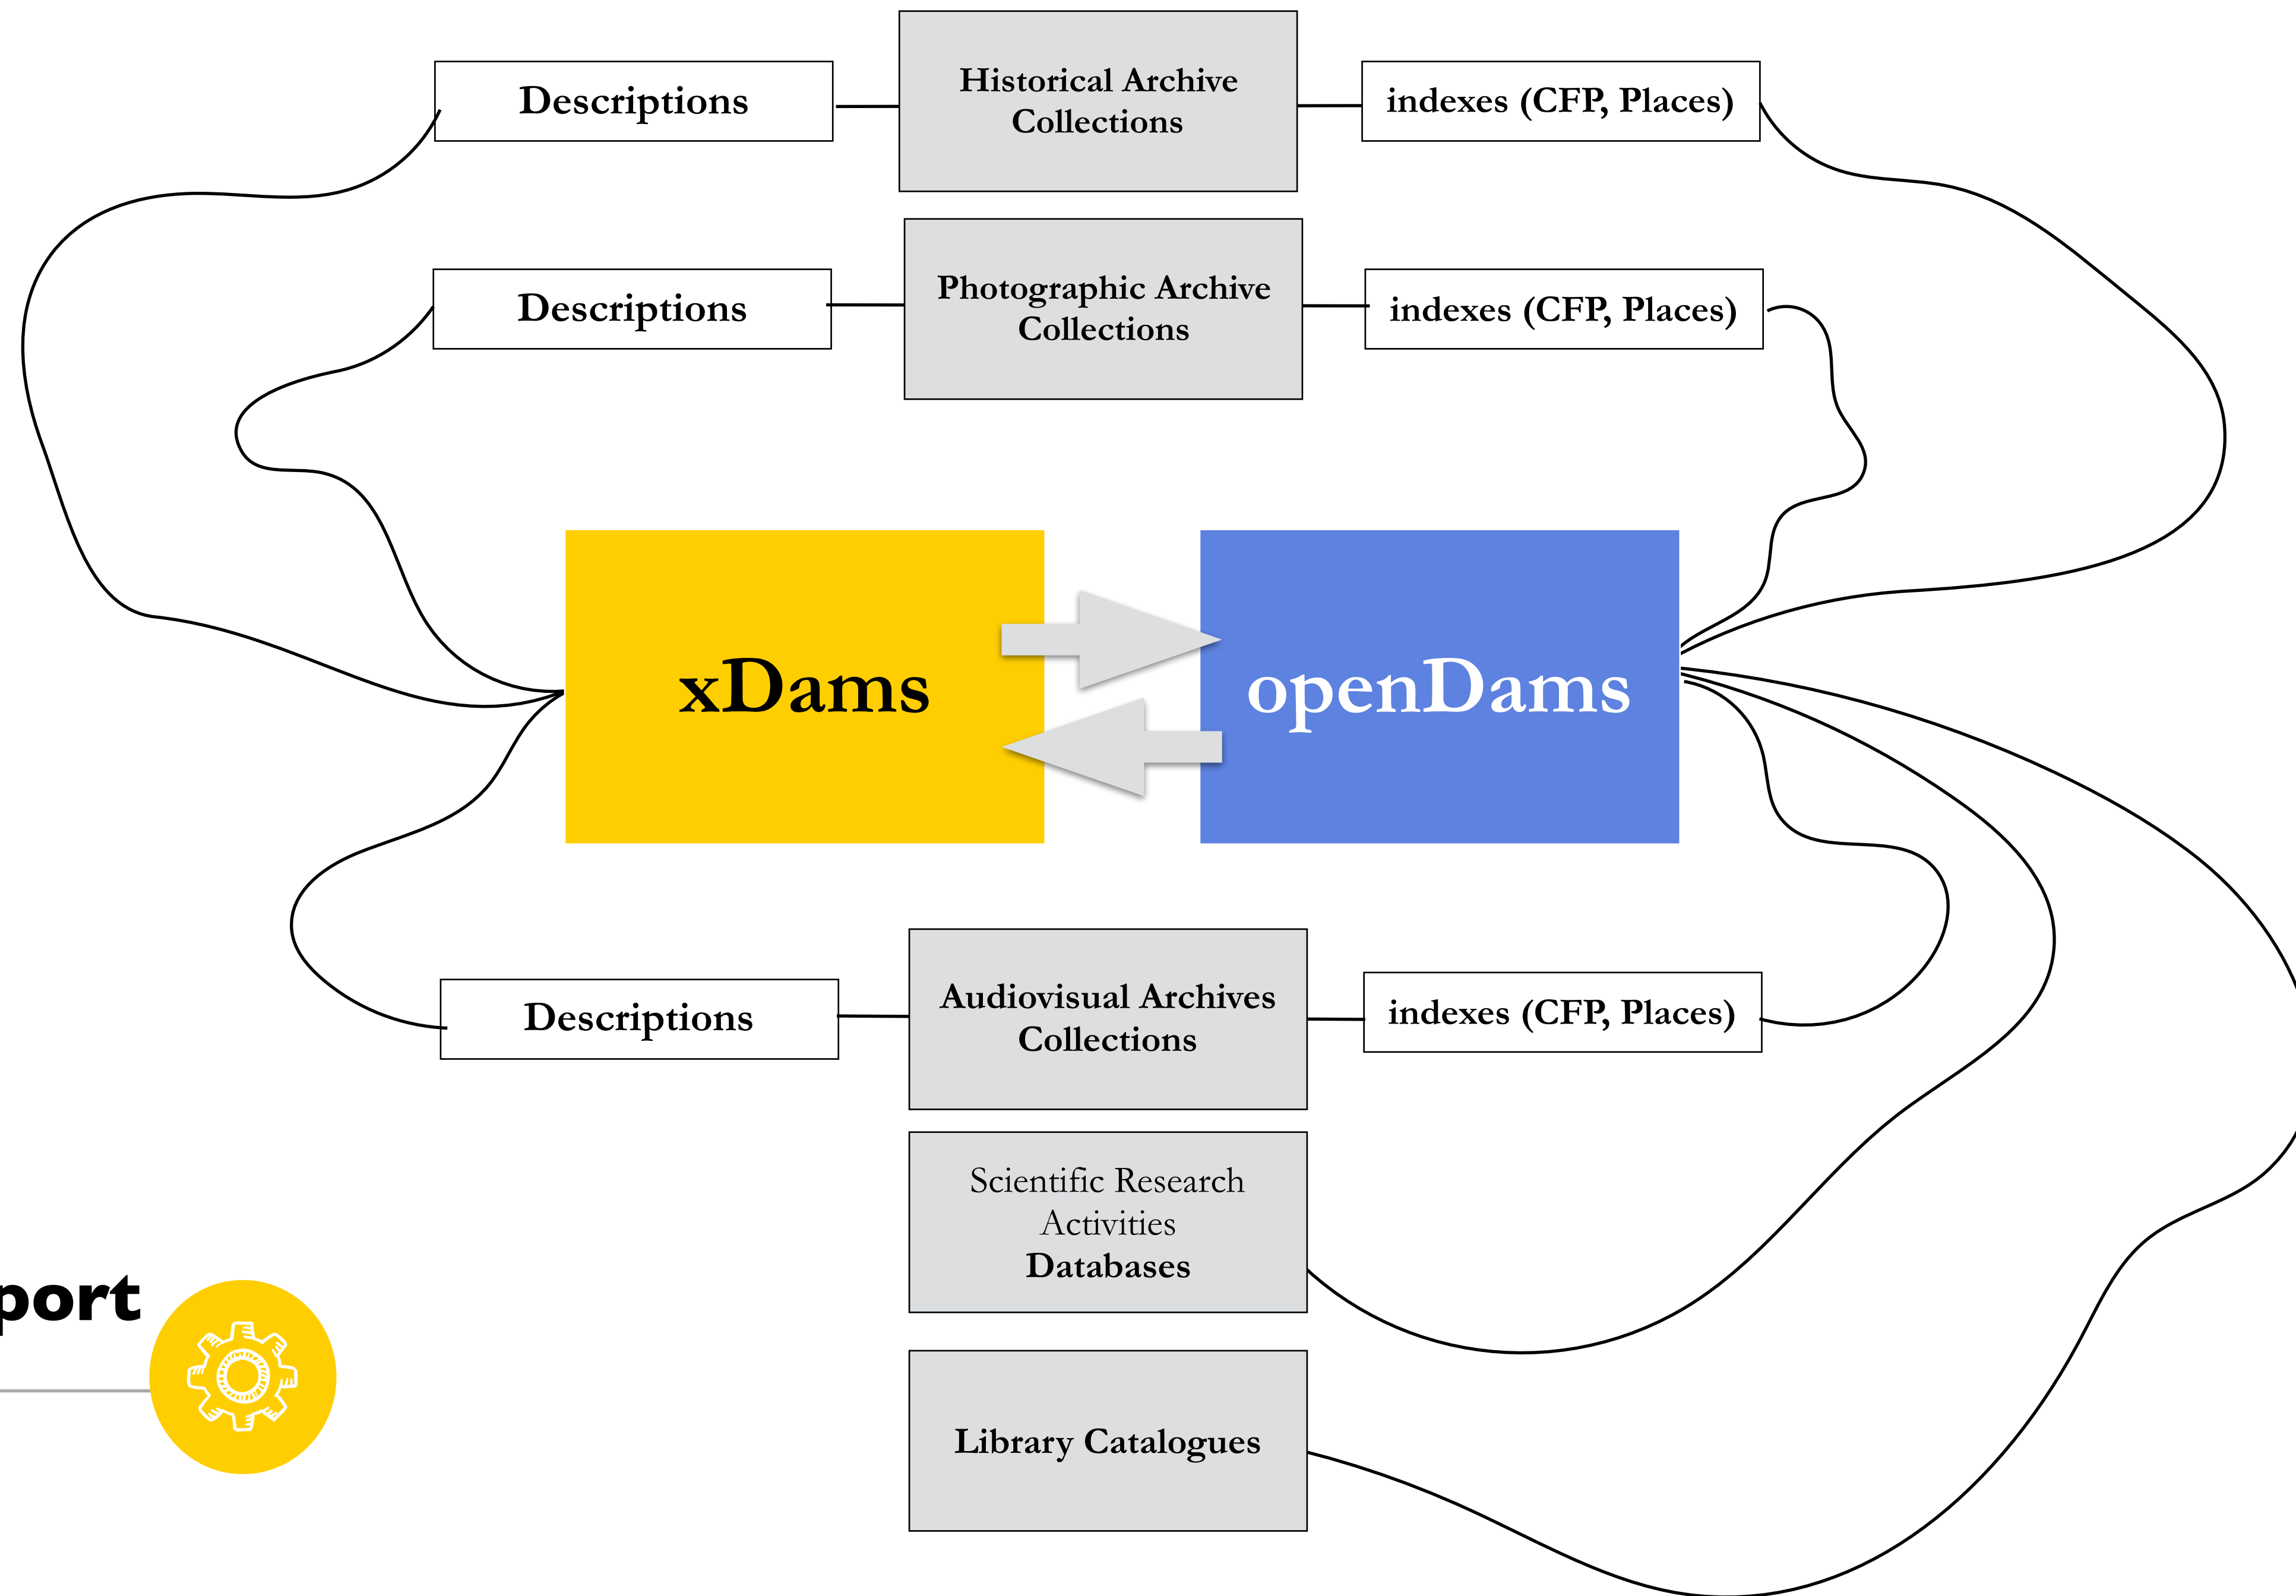 Descriptions
Historical Archive
Collections
indexes (CFP, Places)
Descriptions
Photographic Archive
Collections
indexes (CFP, Places)
xDams
openDams
Descriptions
Audiovisual Archives
Collections
indexes (CFP, Places)
Scientific Research
Activities
Databases
port
Library Catalogues